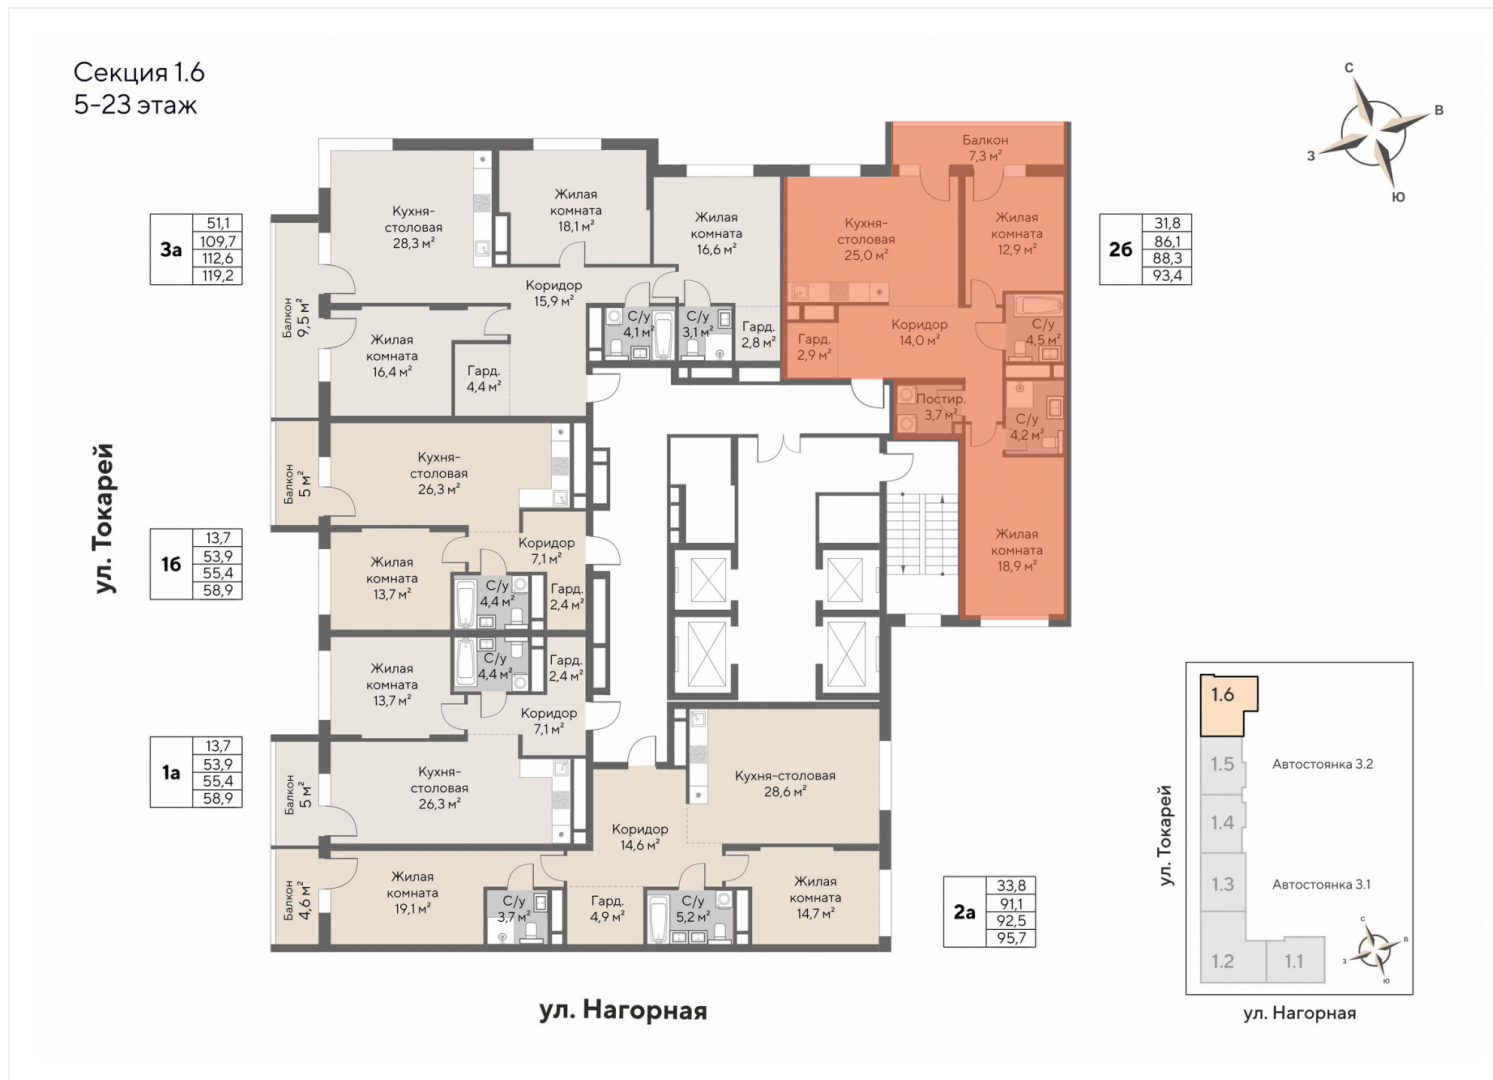 Секция 1.6
5-23 этаж
С
В
З
Ю
3а
51,1
109,7
112,6
119,2
Кухня-
столовая
28,3 м²
Жилая
комната
18,1 м²
Жилая
комната
16,6 м²
Коридор
15,9 м²
Балкон
9,5 м²
Жилая
комната
16,4 м²
Гард.
4,4 м²
С/у
4,1 м²
С/у
3,1 м²
Гард.
2,8 м²
Балкон
7,3 м²
Кухня-
столовая
25,0 м²
Жилая
комната
12,9 м²
Коридор
14,0 м²
Гард.
2,9 м²
С/у
4,5 м²
Постир.
3,7 м²
С/у
4,2 м²
Жилая
комната
18,9 м²
2б
31,8
86,1
88,3
93,4
ул. Токарей
Балкон
5 м²
Кухня-
столовая
26,3 м²
1б
13,7
53,9
55,4
58,9
Жилая
комната
13,7 м²
Коридор
7,1 м²
С/у
4,4 м²
Гард.
2,4 м²
Жилая
комната
13,7 м²
С/у
4,4 м²
Гард.
2,4 м²
Коридор
7,1 м²
1а
13,7
53,9
55,4
58,9
Балкон
5 м²
Кухня-
столовая
26,3 м²
Кухня-столовая
28,6 м²
Коридор
14,6 м²
Балкон
4,6 м²
Жилая
комната
19,1 м²
С/у
3,7 м²
Гард.
4,9 м²
С/у
5,2 м²
Жилая
комната
14,7 м²
2а
33,8
91,1
92,5
95,7
ул. Нагорная
1.6
1.5
Автостоянка 3.2
1.4
ул. Токарей
1.3
Автостоянка 3.1
1.2
1.1
С
В
З
Ю
ул. Нагорная